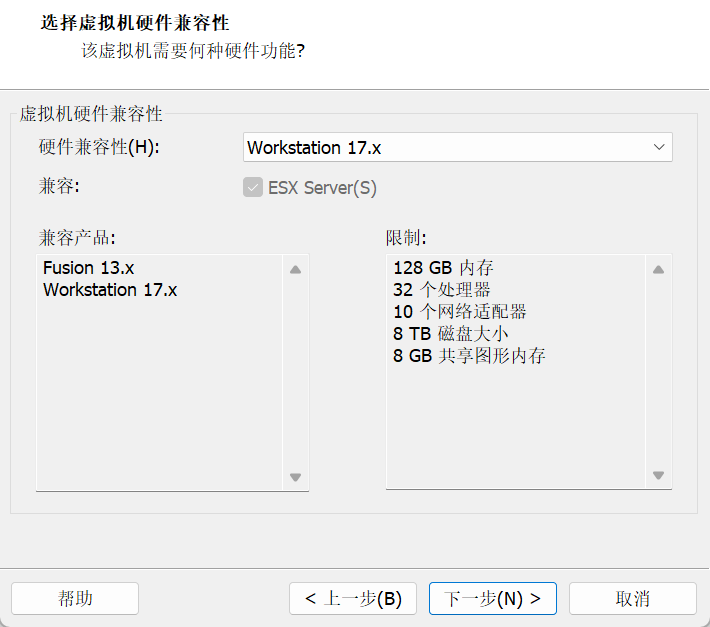 选择虚拟机硬件兼容性
该虚拟机需要何种硬件功能?
虚拟机硬件兼容性
硬件兼容性(H): Workstation 17.x
兼容: ESX Server(S)
兼容产品: 限制:
Fusion 13.x
Workstation 17.x
128 GB 内存
32 个处理器
10 个网络适配器
8 TB 磁盘大小
8 GB 共享图形内存
帮助 < 上一步(B) 下一步(N) > 取消